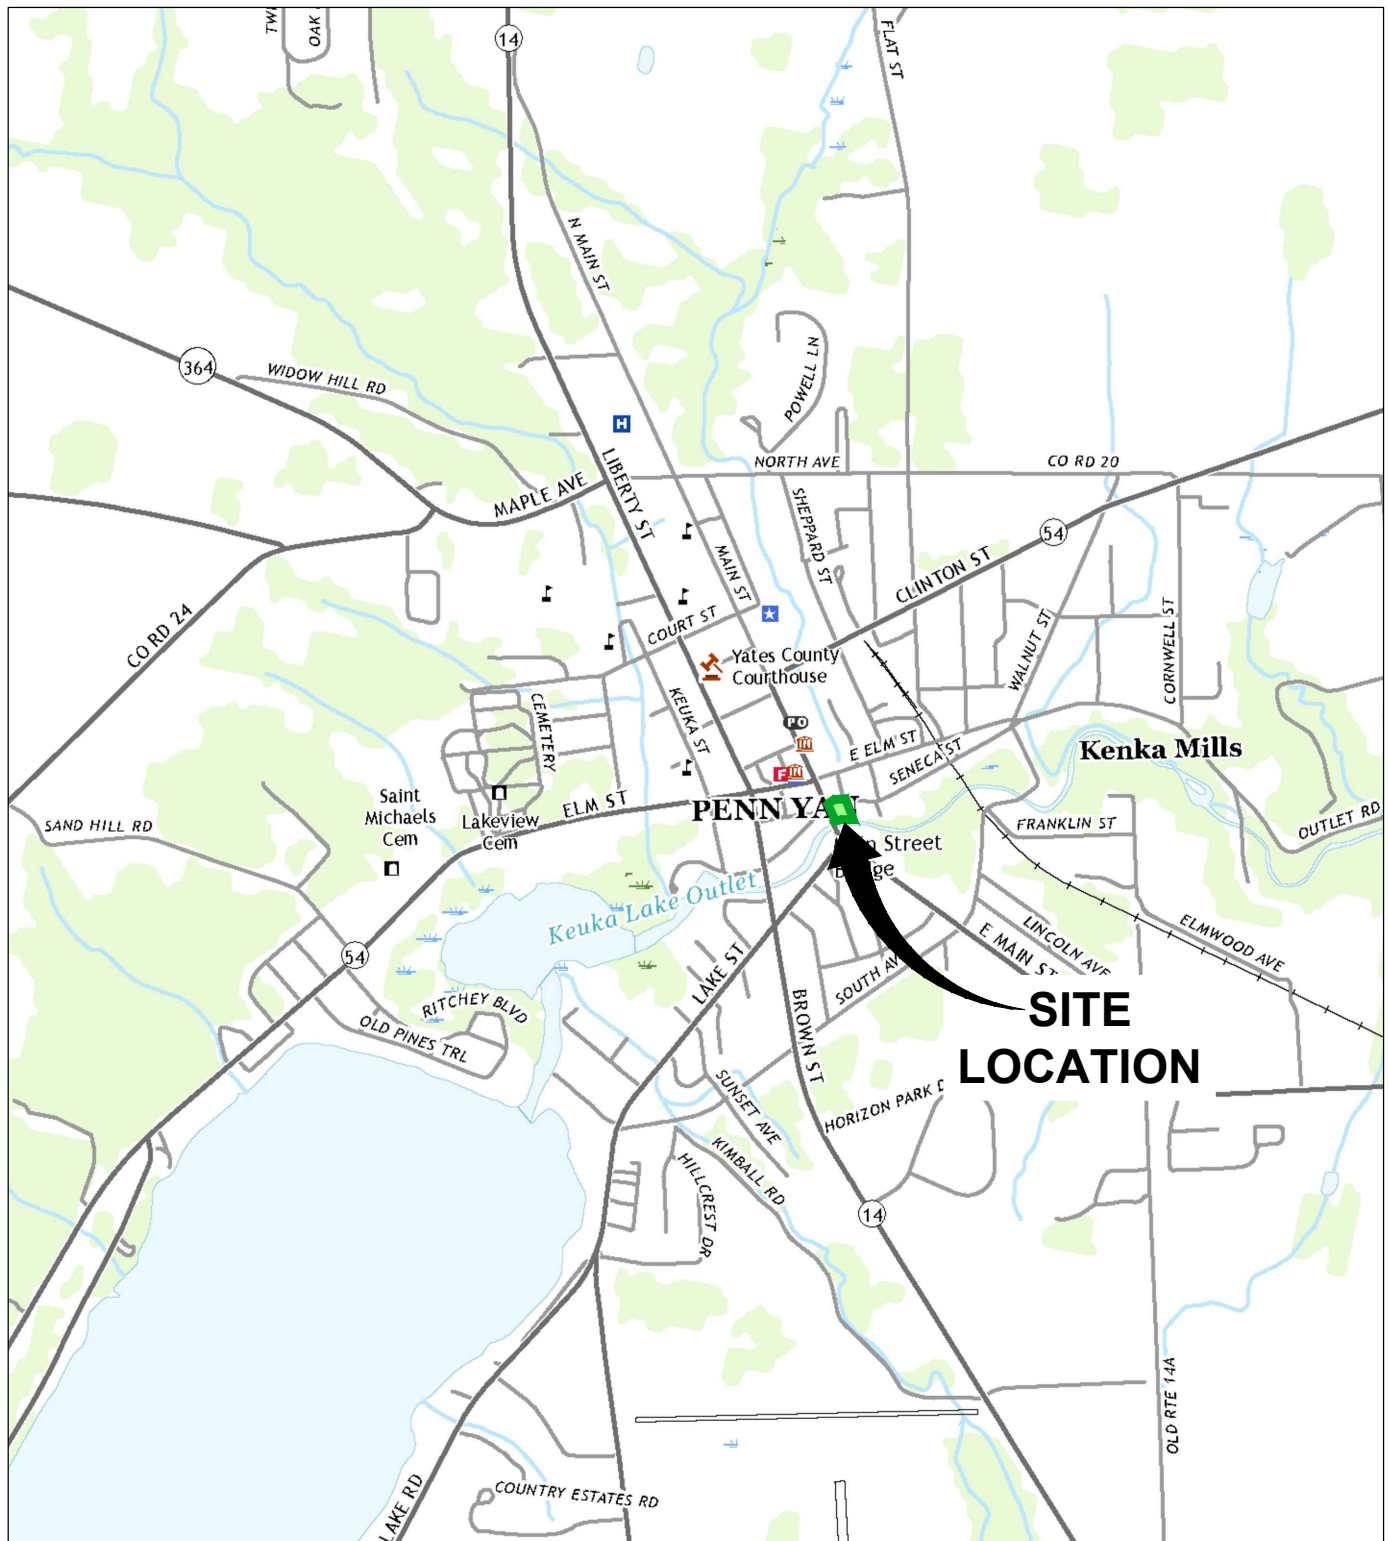 TWI
OAK
14
FLAT ST
N MAIN ST
364
WIDOW HILL RD
POWELL LN
H
LIBERTY ST
NORTH AVE
CO RD 20
MAPLE AVE
SHEPPARD ST
54
MAIN ST
CLINTON ST
CO RD 24
COURT ST
WALNUT ST
CORNWELL ST
Yates County
Courthouse
CEMETERY
KEUKA ST
PO
E ELM ST
SENECA ST
Kenka Mills
F
Saint
Michaels
Cem
Lakeview
Cem
ELM ST
PENN YAN
SAND HILL RD
FRANKLIN ST
OUTLET RD
Street
Keuka Lake Outlet
LINCOLN AVE
ELMWOOD AVE
E MAIN ST
54
LAKE ST
SOUTH AV
RITCHEY BLVD
OLD PINES TRL
BROWN ST
SITE
LOCATION
SUNSET AVE
HORIZON PARK D
KIMBALL RD
HILLCREST DR
14
OLD RTE 14A
COUNTRY ESTATES RD
LAKE RD